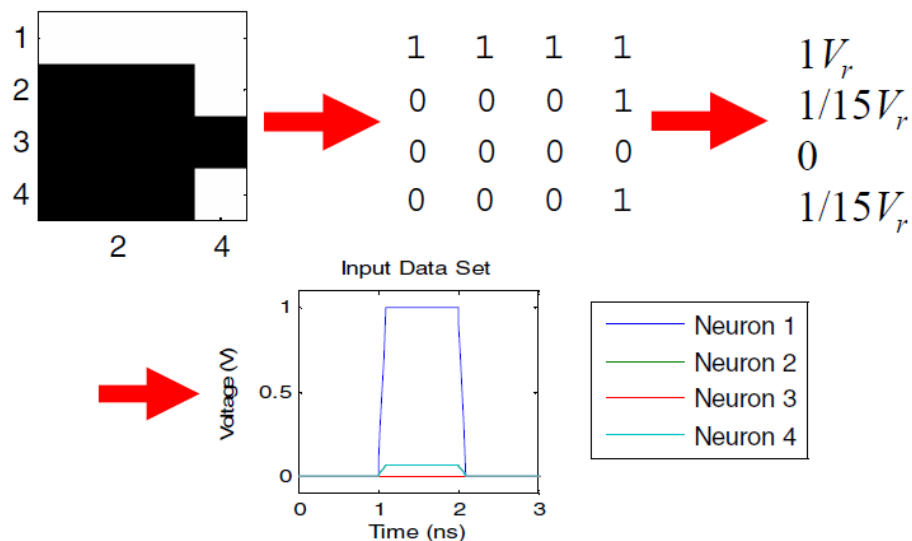 1
2
3
4
2 4
1 1 1 1
0 0 0 1
0 0 0 0
0 0 0 1
1V_r
1/15V_r
0
1/15V_r
Input Data Set
Voltage (V)
1
0.5
0
0 1 2 3
Time (ns)
Neuron 1
Neuron 2
Neuron 3
Neuron 4